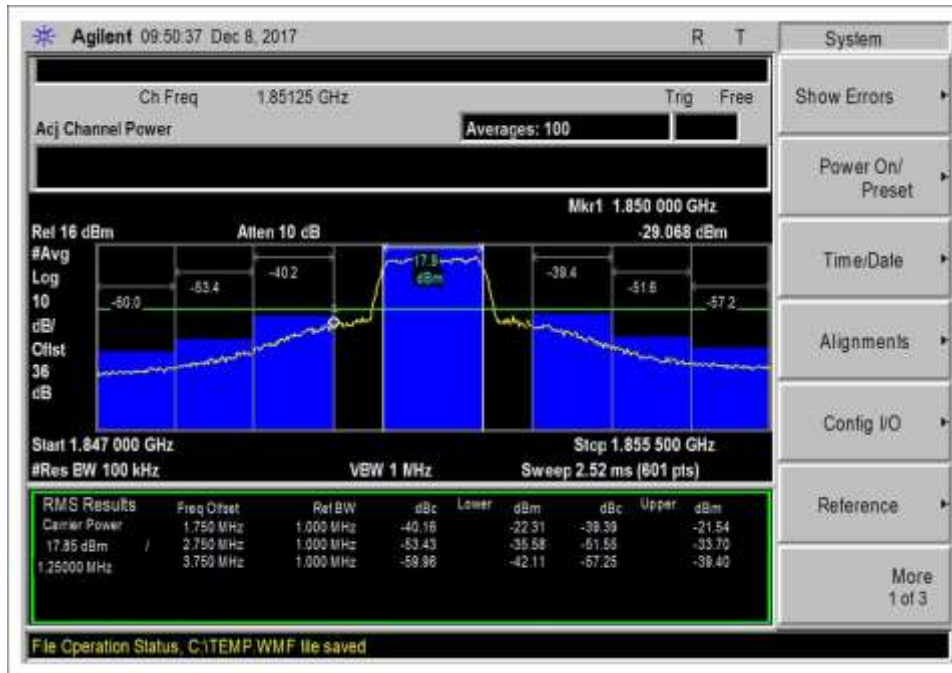 Agilent 09:50:37 Dec 8, 2017 R T
System
Ch Freq 1.85125 GHz Trig Free
Acj Channel Power Averages: 100
Mkr1 1.850 000 GHz
Rel 16 dBm Atten 10 dB -29.068 dBm
#Avg
Log
10
dB/
Offst
36
dB
-60.0 -53.4 -40.2 17.9 dBm -39.4 -51.6 -57.2
Start 1.847 000 GHz Stop 1.855 500 GHz
#Res BW 100 kHz VBW 1 MHz Sweep 2.52 ms (601 pts)
RMS Results Freq Offset Ref BW dBc Lower dBm dBc Upper dBm
Carrier Power 1.750 MHz 1.000 MHz -40.16 -22.31 -39.39 -21.54
17.85 dBm / 2.750 MHz 1.000 MHz -53.43 -35.58 -51.55 -33.70
1.25000 MHz 3.750 MHz 1.000 MHz -59.96 -42.11 -57.25 -39.40
File Operation Status, C:\TEMP.WMF file saved
Show Errors
Power On/
Preset
Time/Date
Alignments
Config I/O
Reference
More
1 of 3